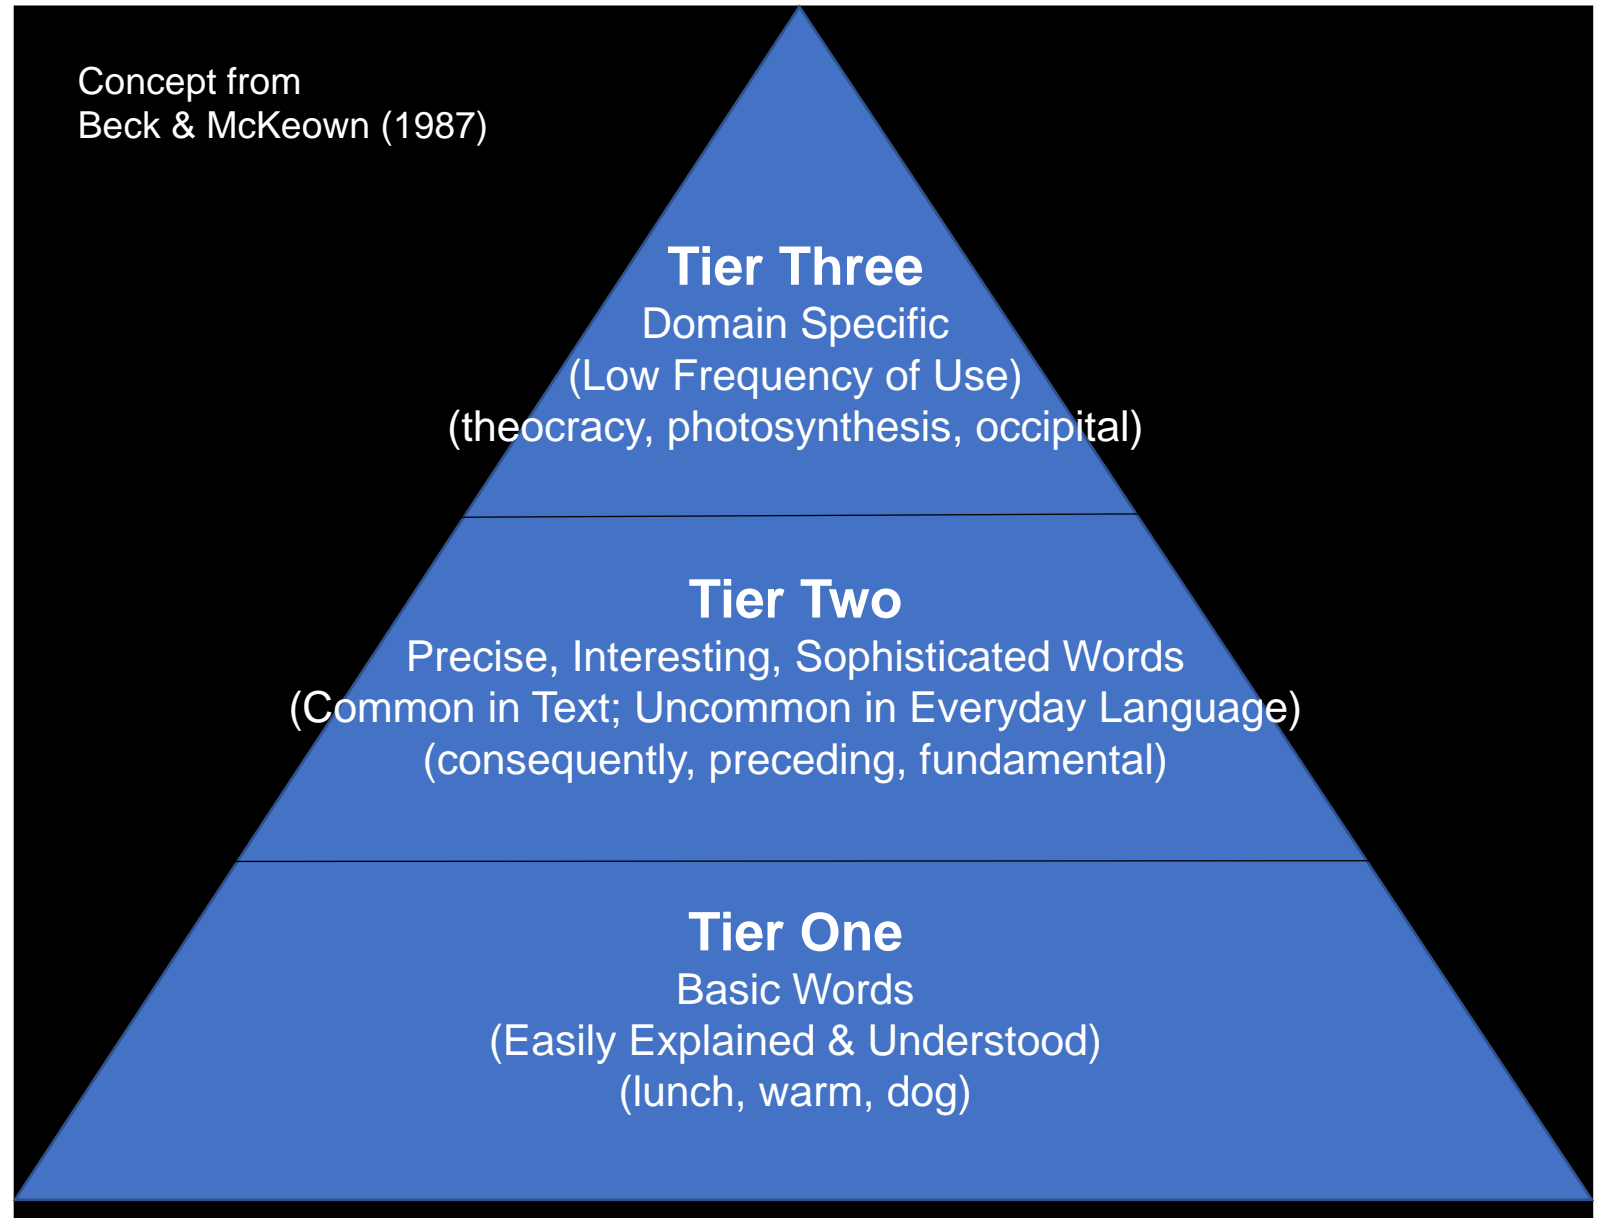 Concept from
Beck & McKeown (1987)
Tier Three
Domain Specific
(Low Frequency of Use)
(theocracy, photosynthesis, occipital)
Tier Two
Precise, Interesting, Sophisticated Words
(Common in Text; Uncommon in Everyday Language)
(consequently, preceding, fundamental)
Tier One
Basic Words
(Easily Explained & Understood)
(lunch, warm, dog)